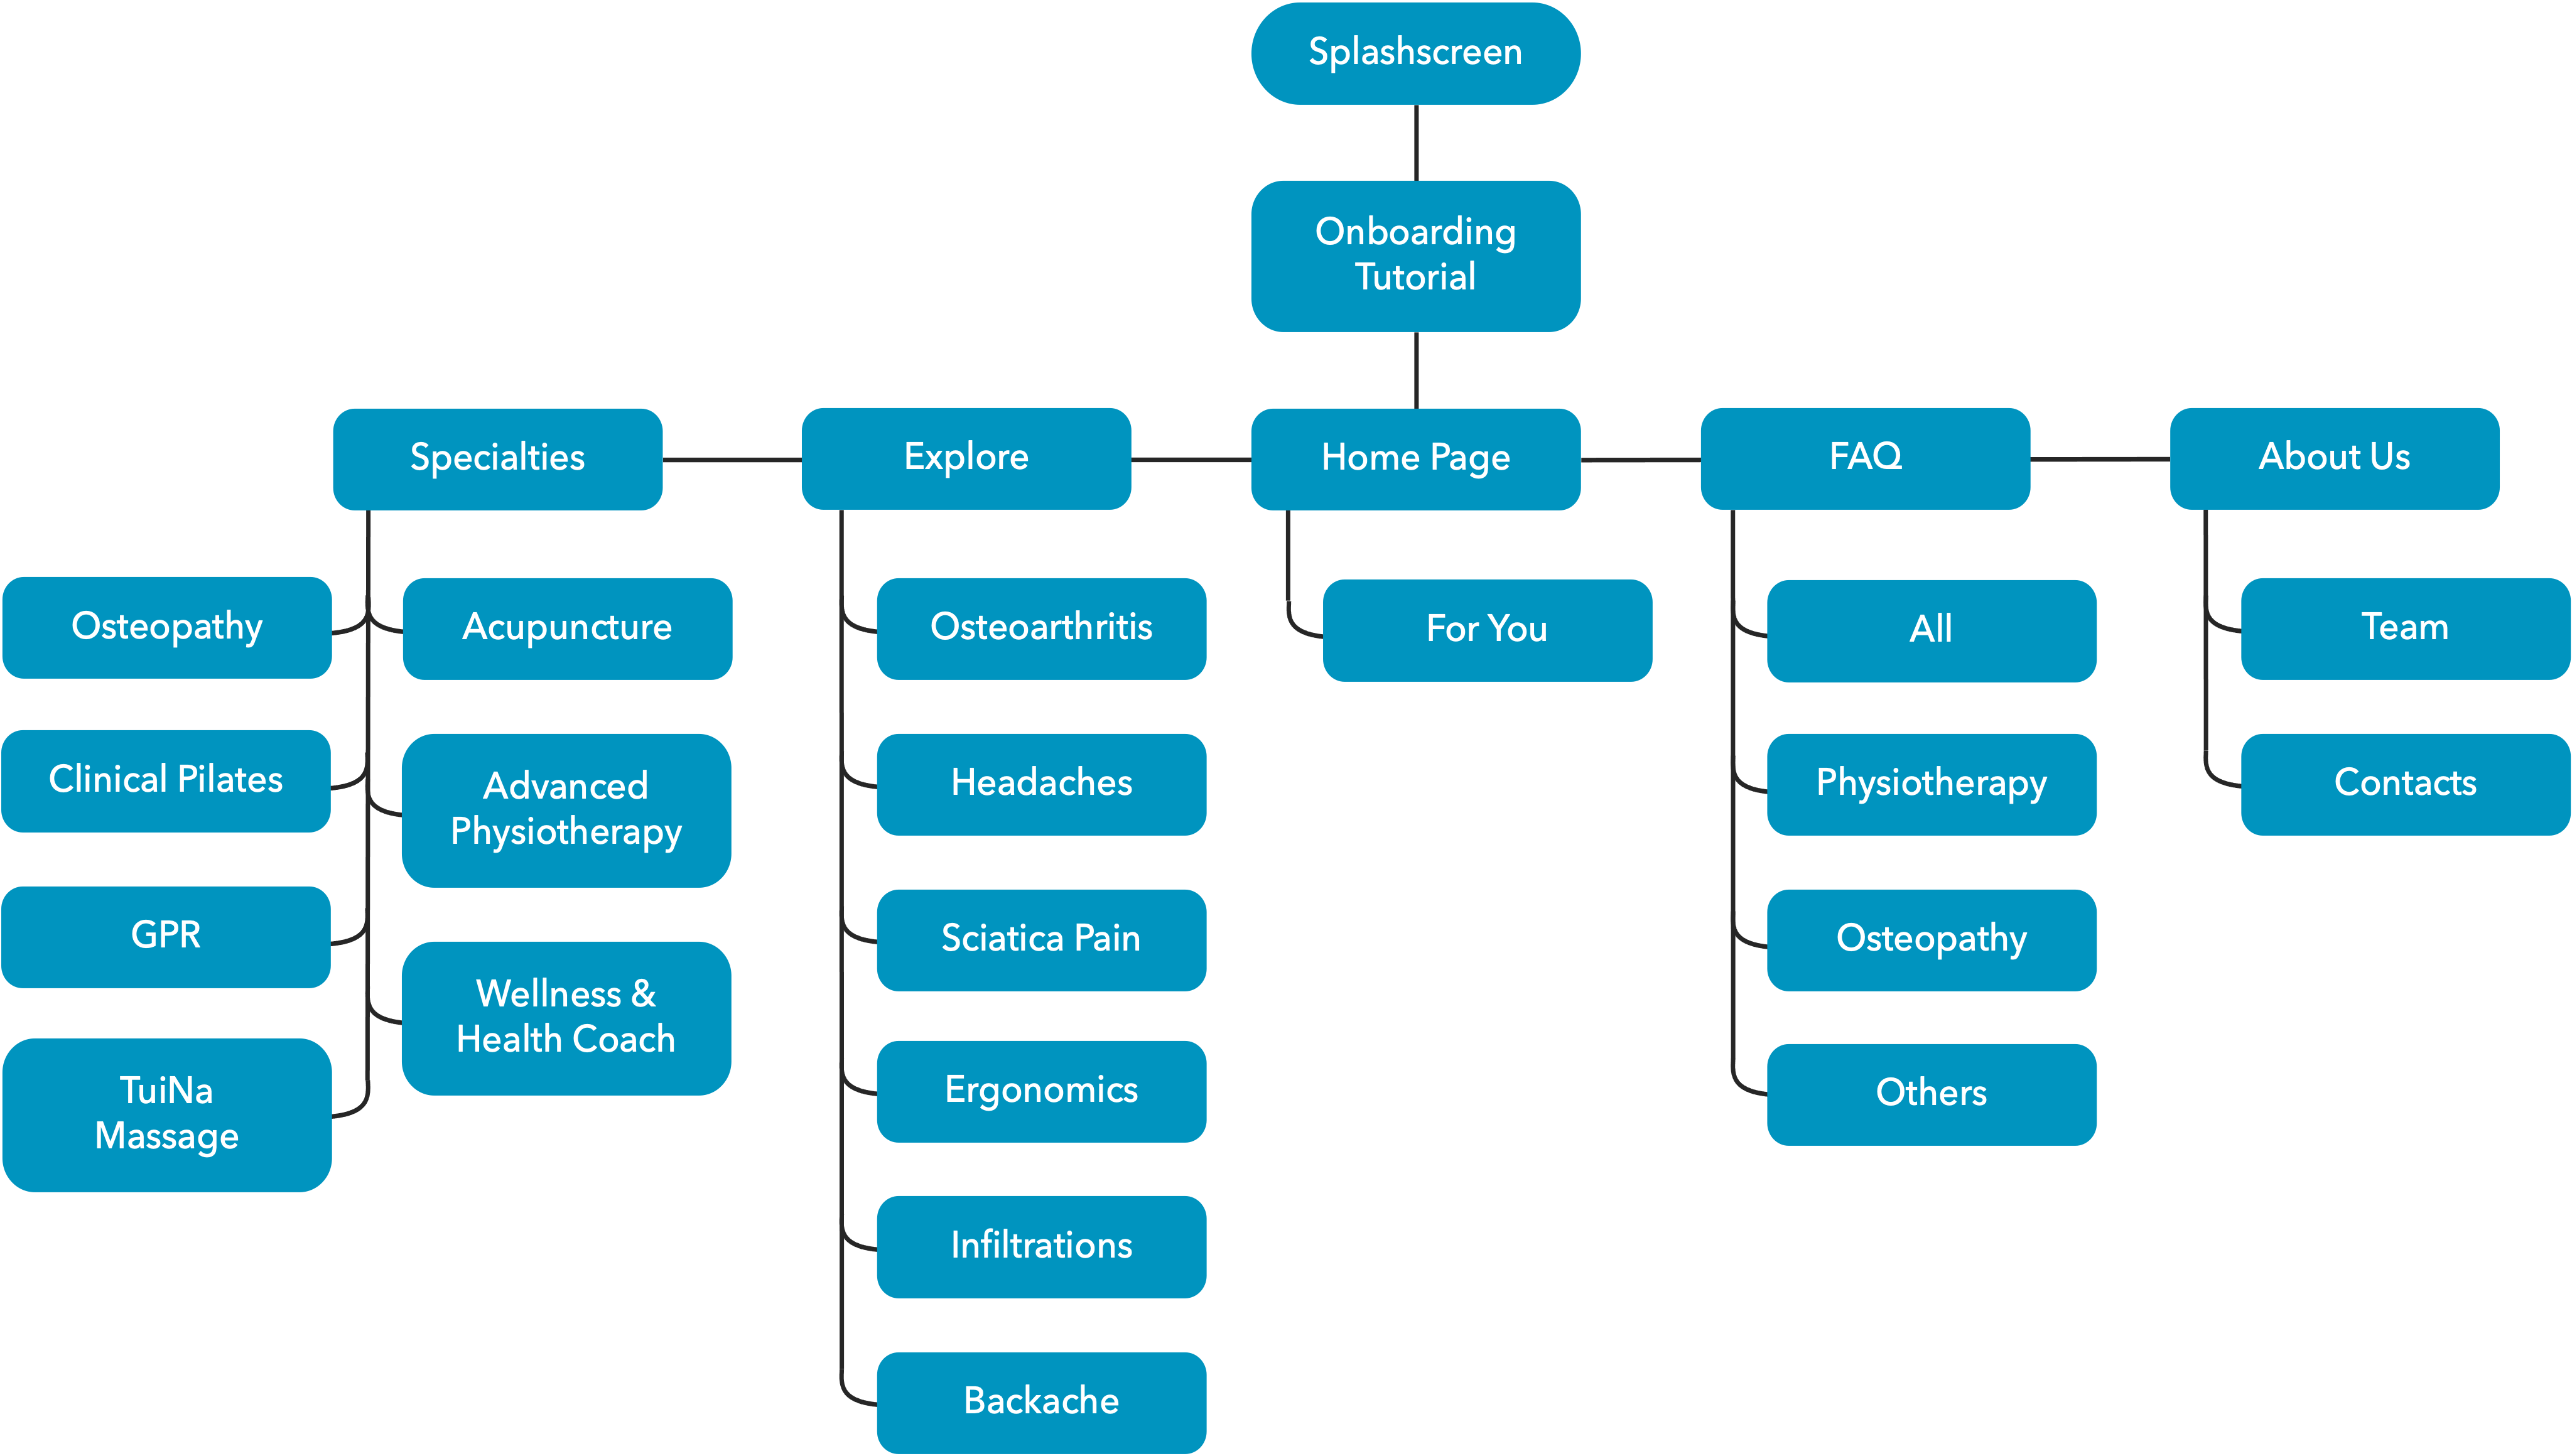 Splashscreen
Onboarding
Tutorial
Specialties
Explore
Home Page
FAQ
About Us
Osteopathy
Acupuncture
Clinical Pilates
Advanced
Physiotherapy
GPR
Wellness &
Health Coach
TuiNa
Massage
Osteoarthritis
Headaches
Sciatica Pain
Ergonomics
Infiltrations
Backache
For You
All
Physiotherapy
Osteopathy
Others
Team
Contacts